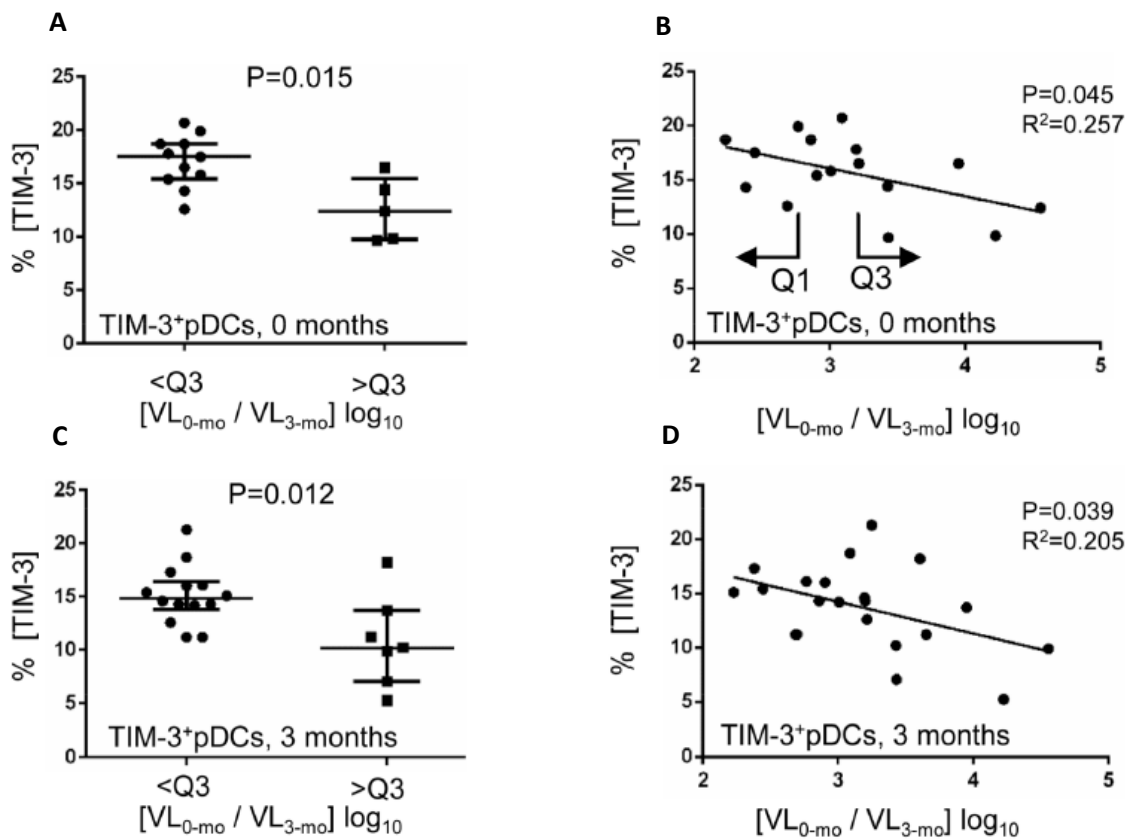 A
P=0.015
25
20
15
10
5
0
% [TIM-3]
TIM-3⁺pDCs, 0 months
<Q3
>Q3
[VL₀₋ₘₒ / VL₃₋ₘₒ] log₁₀
B
P=0.045
R²=0.257
25
20
15
10
5
0
% [TIM-3]
Q1
Q3
TIM-3⁺pDCs, 0 months
2 3 4 5
[VL₀₋ₘₒ / VL₃₋ₘₒ] log₁₀
C
P=0.012
25
20
15
10
5
0
% [TIM-3]
TIM-3⁺pDCs, 3 months
<Q3
>Q3
[VL₀₋ₘₒ / VL₃₋ₘₒ] log₁₀
D
P=0.039
R²=0.205
25
20
15
10
5
0
% [TIM-3]
TIM-3⁺pDCs, 3 months
2 3 4 5
[VL₀₋ₘₒ / VL₃₋ₘₒ] log₁₀